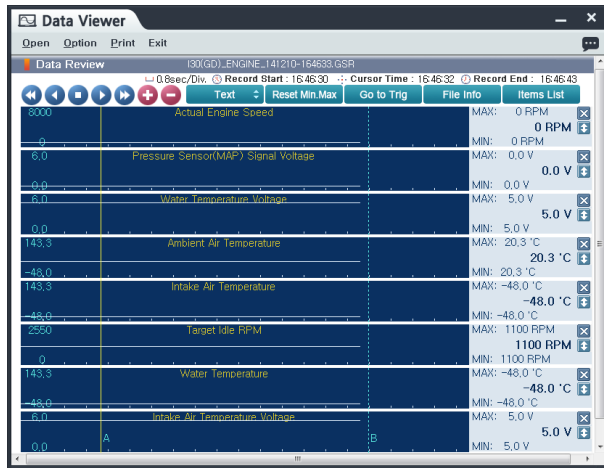 Data Viewer
Open Option Print Exit
Data Review I30(GD)_ENGINE_141210-164633.GSR
0.8sec/Div. Record Start : 16:46:30 Cursor Time : 16:46:32 Record End : 16:46:43
Text Reset Min.Max Go to Trig File Info Items List
8000 Actual Engine Speed MAX: 0 RPM
0 RPM
0 MIN: 0 RPM
6.0 Pressure Sensor(MAP) Signal Voltage MAX: 0.0 V
0.0 V
0.0 MIN: 0.0 V
6.0 Water Temperature Voltage MAX: 5.0 V
5.0 V
0.0 MIN: 5.0 V
143.3 Ambient Air Temperature MAX: 20.3 'C
20.3 'C
-48.0 MIN: 20.3 'C
143.3 Intake Air Temperature MAX: -48.0 'C
-48.0 'C
-48.0 MIN: -48.0 'C
2550 Target Idle RPM MAX: 1100 RPM
1100 RPM
0 MIN: 1100 RPM
143.3 Water Temperature MAX: -48.0 'C
-48.0 'C
-48.0 MIN: -48.0 'C
6.0 Intake Air Temperature Voltage MAX: 5.0 V
5.0 V
A B
0.0 MIN: 5.0 V